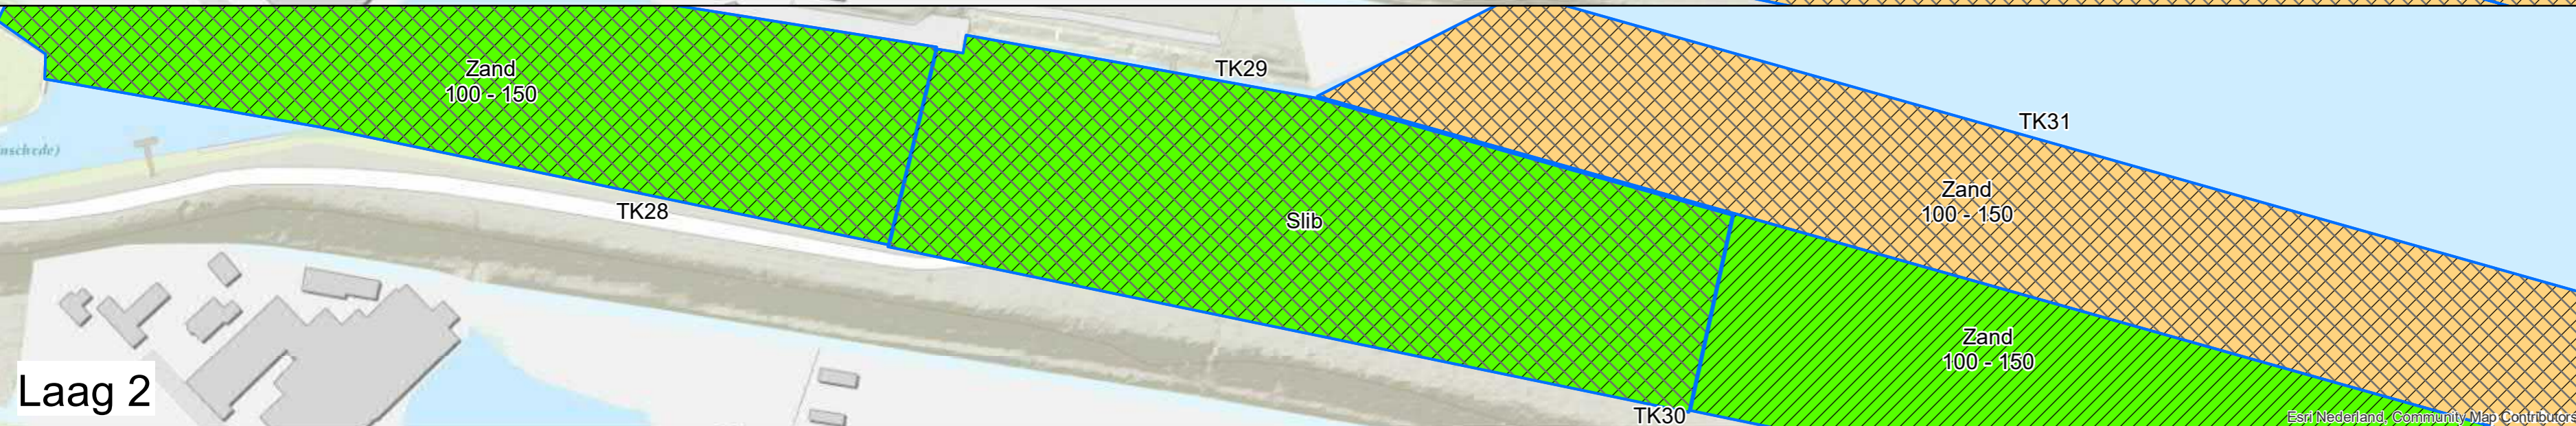 Zand
100 - 150
TK29
TK31
nschede)
Zand
100 - 150
TK28
Slib
Zand
100 - 150
Laag 2
TK30
Esri Nederland, Community Map Contributors